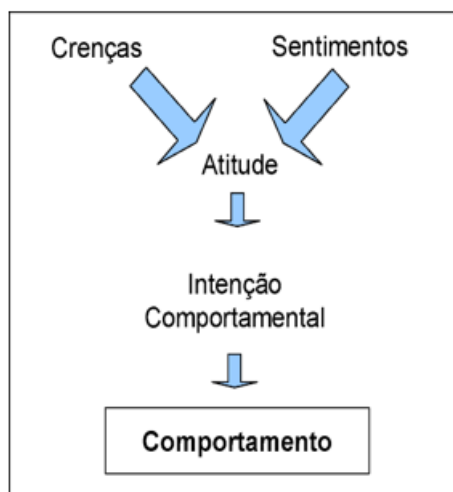 Crenças
Sentimentos
Atitude
Intenção
Comportamental
Comportamento